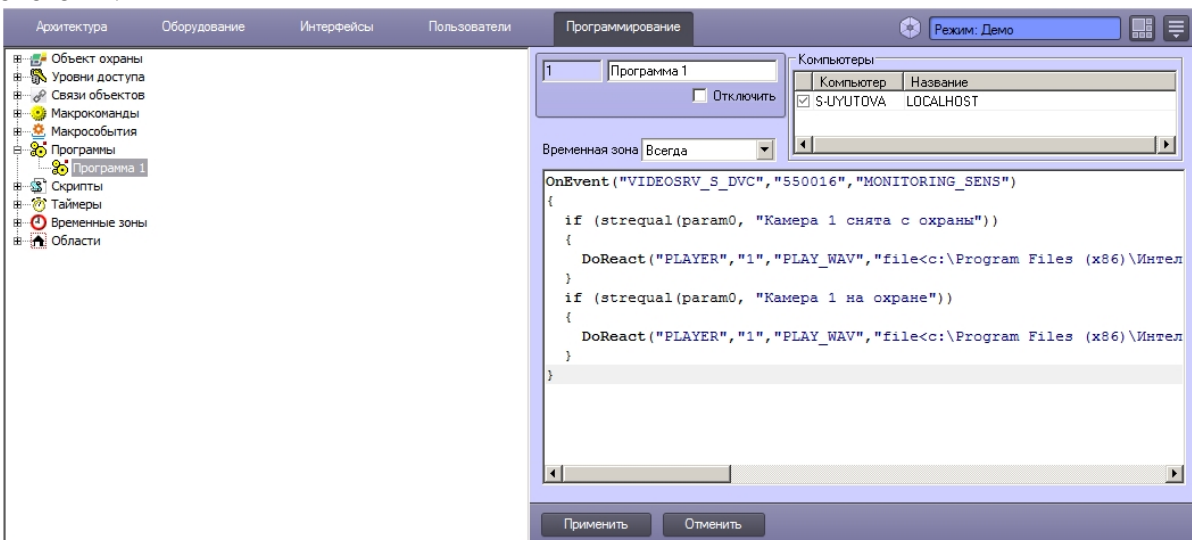 Архитектура Оборудование Интерфейсы Пользователи Программирование Режим: Демо
Объект охраны
Уровни доступа
Связи объектов
Макрокоманды
Макрособытия
Программы
Программа 1
Скрипты
Таймеры
Временные зоны
Области
1 Программа 1
Отключить
Компьютеры
Компьютер Название
S-UYUTOVA LOCALHOST
Временная зона Всегда
OnEvent("VIDEOSRV_S_DVC","550016","MONITORING_SENS")
{
if (strequal(param0, "Камера 1 снята с охраны"))
{
DoReact("PLAYER","1","PLAY_WAV","file<c:\Program Files (x86)\Интел
}
if (strequal(param0, "Камера 1 на охране"))
{
DoReact("PLAYER","1","PLAY_WAV","file<c:\Program Files (x86)\Интел
}
}
Применить Отменить